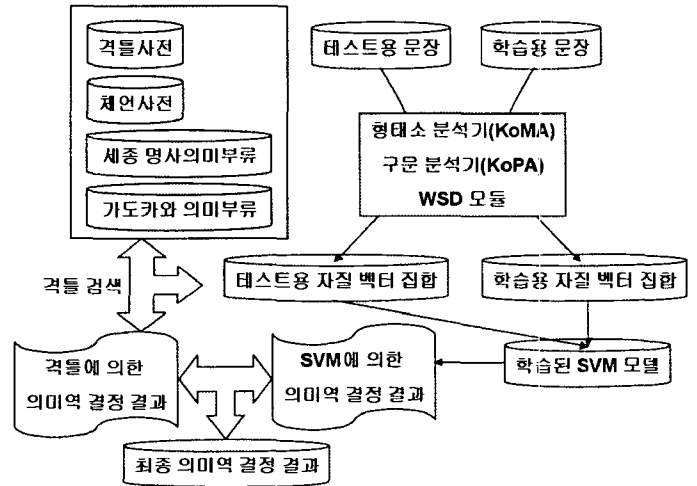 격틀사전
체언사전
세종 명사의미부류
가도카와 의미부류
테스트용 문장
학습용 문장
형태소 분석기(KoMA)
구문 분석기(KoPA)
WSD 모듈
격틀 검색
테스트용 자질 벡터 집합
학습용 자질 벡터 집합
격틀에 의한
의미역 결정 결과
SVM에 의한
의미역 결정 결과
학습된 SVM 모델
최종 의미역 결정 결과